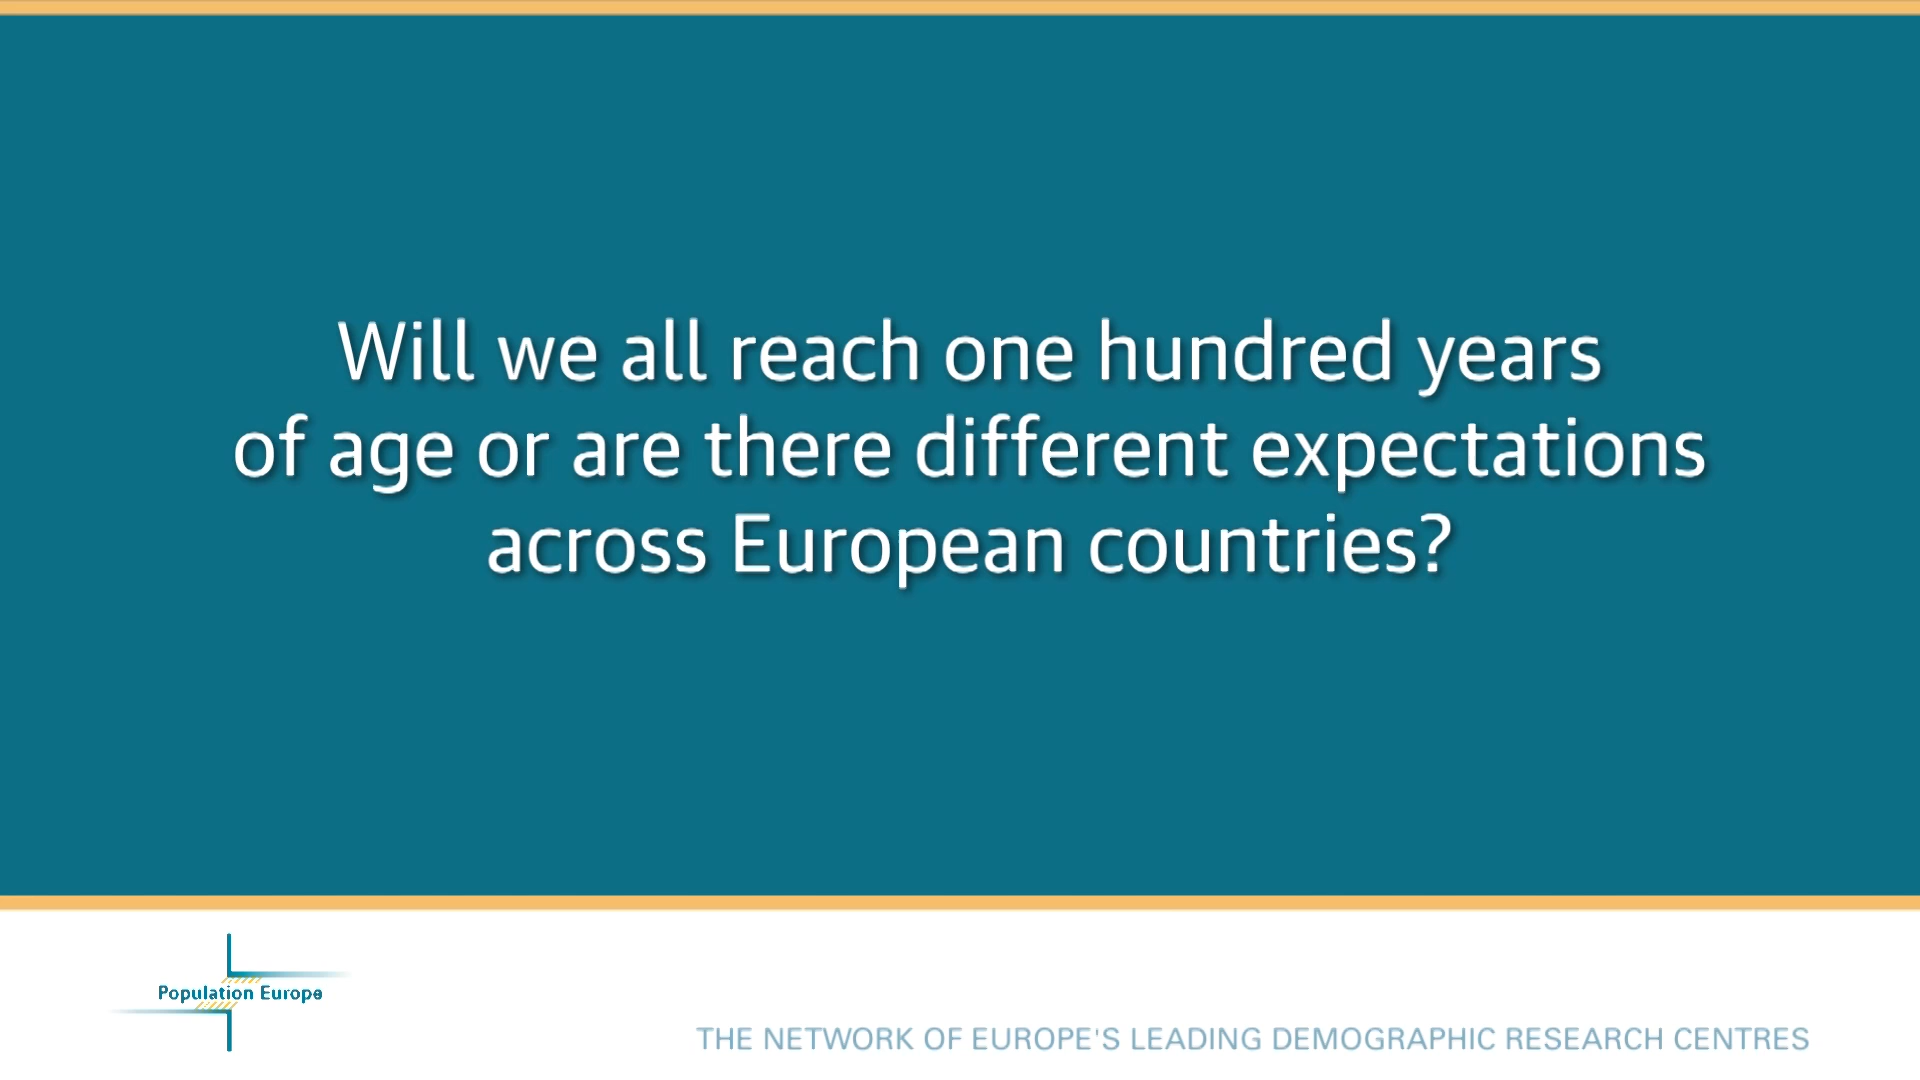 Will we all reach one hundred years
of age or are there different expectations
across European countries?
Population Europe
THE NETWORK OF EUROPE'S LEADING DEMOGRAPHIC RESEARCH CENTRES